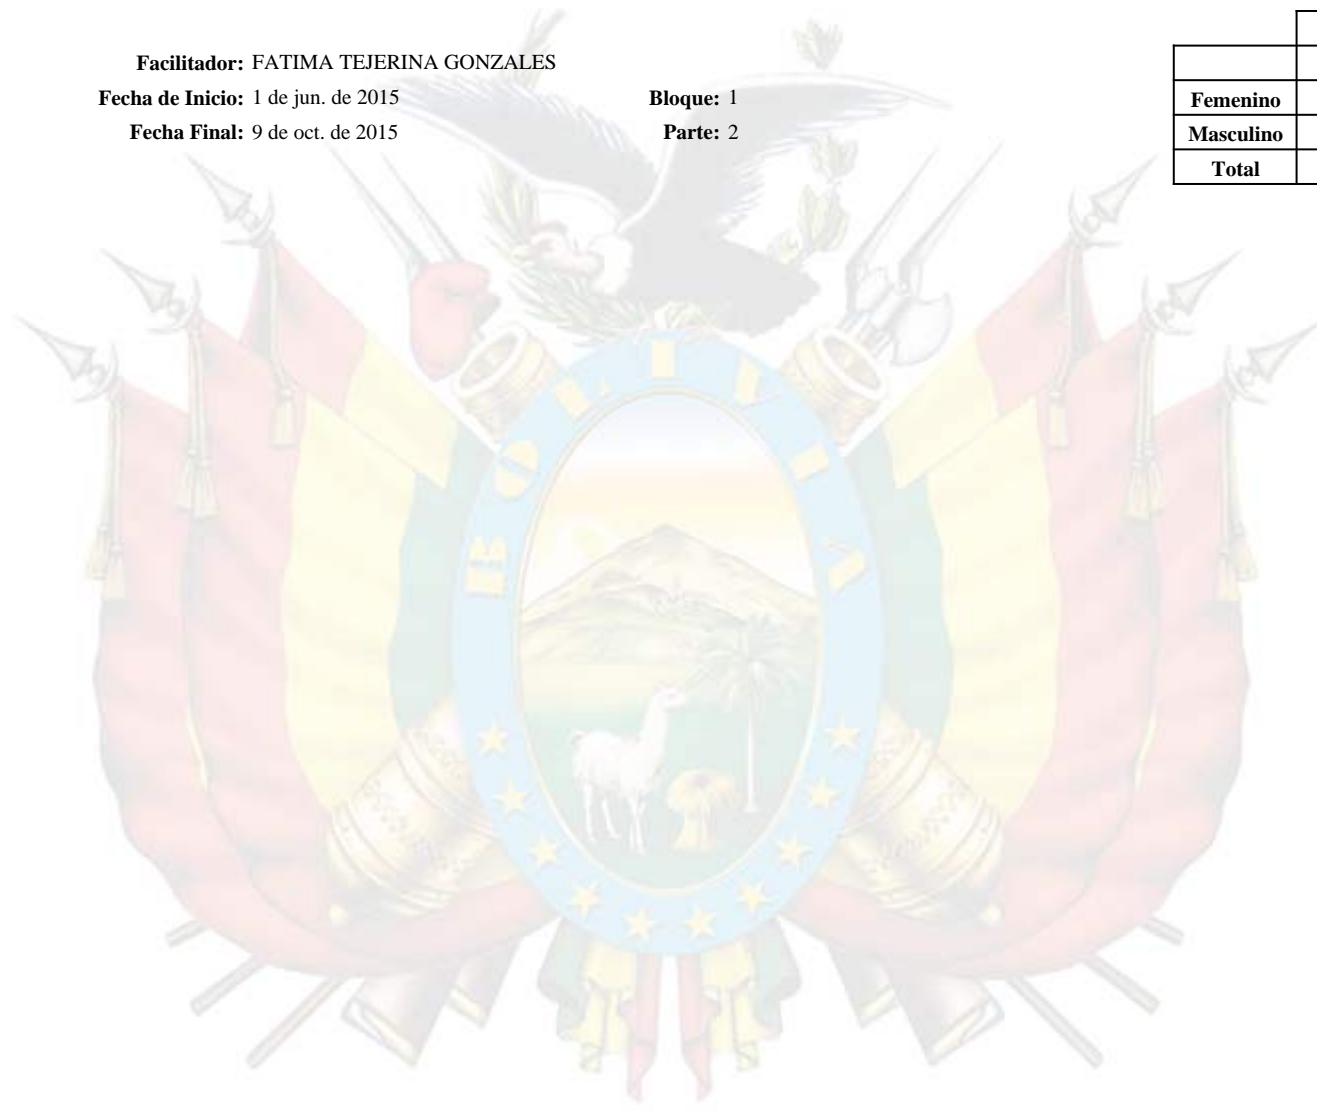 Facilitador: FATIMA TEJERINA GONZALES
Fecha de Inicio: 1 de jun. de 2015 Bloque: 1
Fecha Final: 9 de oct. de 2015 Parte: 2
Femenino
Masculino
Total
BOLIVIA